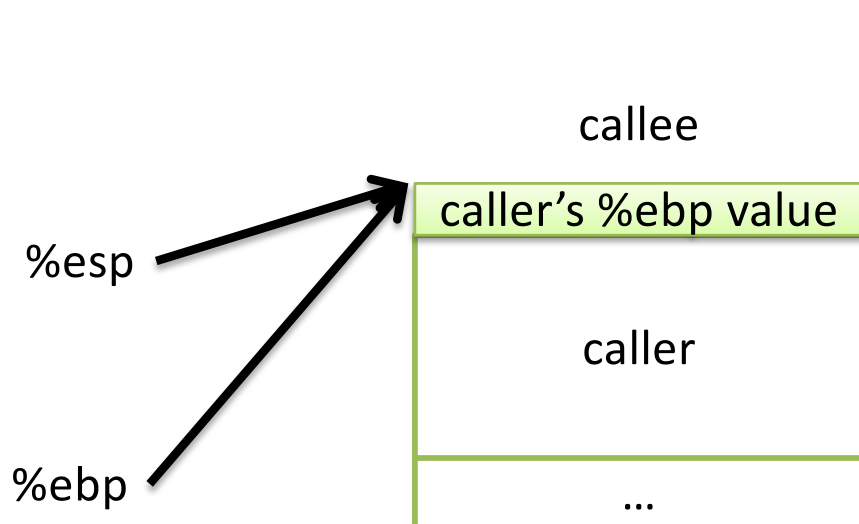 callee
caller’s %ebp value
%esp
caller
%ebp
...